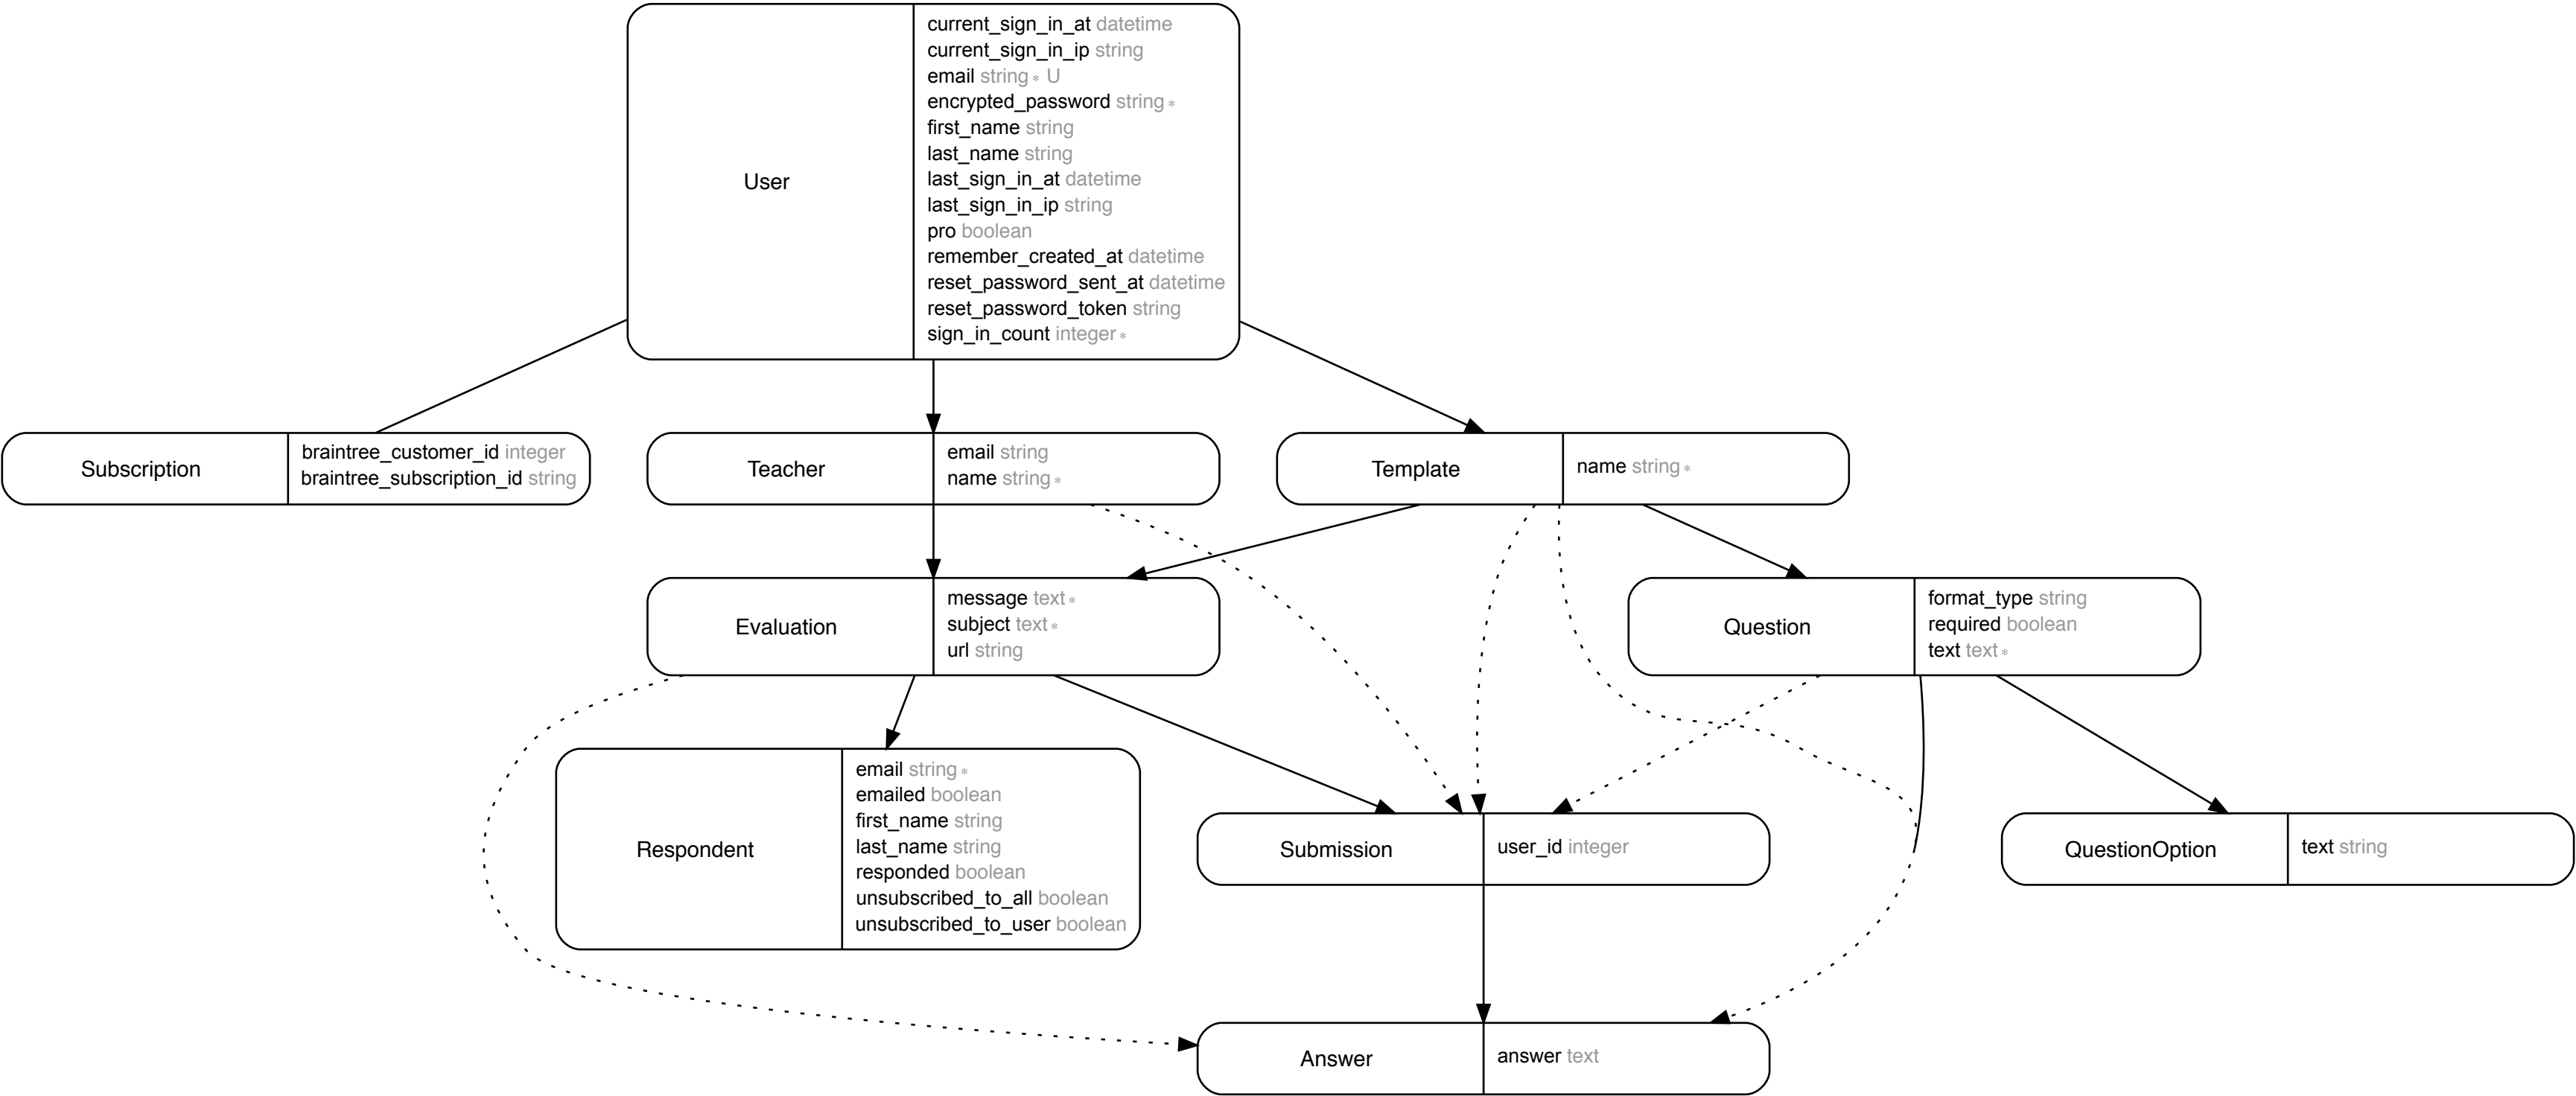 User
current_sign_in_at datetime
current_sign_in_ip string
email string * U
encrypted_password string *
first_name string
last_name string
last_sign_in_at datetime
last_sign_in_ip string
pro boolean
remember_created_at datetime
reset_password_sent_at datetime
reset_password_token string
sign_in_count integer *
Subscription
braintree_customer_id integer
braintree_subscription_id string
Teacher
email string
name string *
Template
name string *
Evaluation
message text *
subject text *
url string
Question
format_type string
required boolean
text text *
Respondent
email string *
emailed boolean
first_name string
last_name string
responded boolean
unsubscribed_to_all boolean
unsubscribed_to_user boolean
Submission
user_id integer
QuestionOption
text string
Answer
answer text